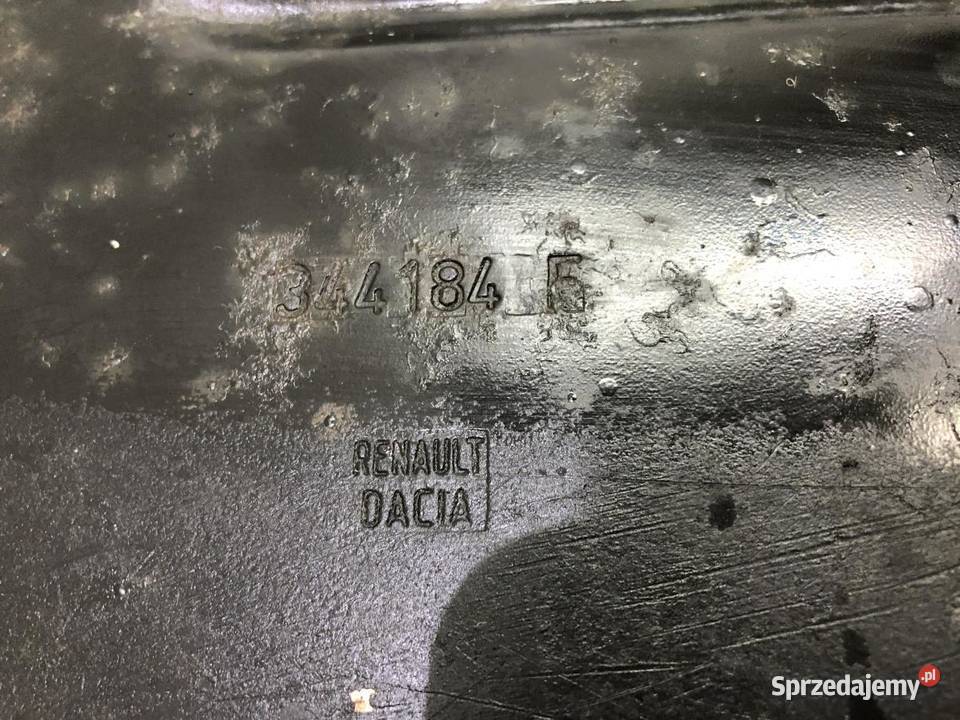 344184 E
RENAULT
DACIA
Sprzedajemy.pl